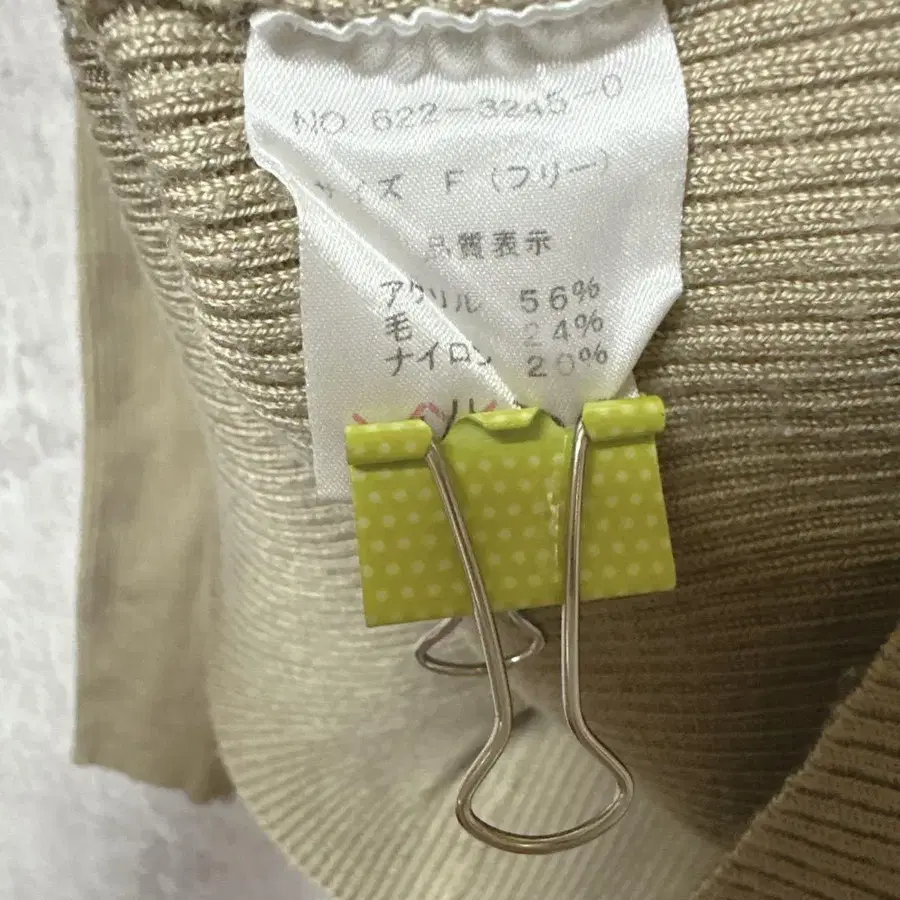 NO. 622-3245-0
サイズ F (フリー)
品質表示
アクリル 56%
毛 24%
ナイロン 20%